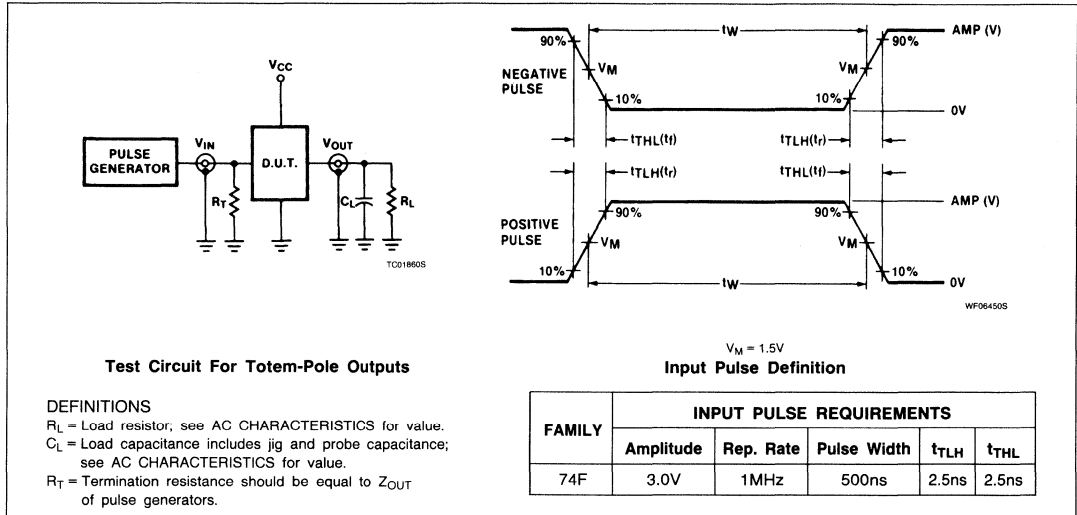 VCC
PULSE GENERATOR
VIN
D.U.T.
VOUT
RT
CL
RL
TC01860S
Test Circuit For Totem-Pole Outputs
DEFINITIONS
RL = Load resistor; see AC CHARACTERISTICS for value.
CL = Load capacitance includes jig and probe capacitance;
see AC CHARACTERISTICS for value.
RT = Termination resistance should be equal to ZOUT
of pulse generators.
tW
AMP (V)
90%
90%
NEGATIVE
PULSE
VM
VM
10%
10%
0V
tTHL(tf)
tTLH(tr)
tTLH(tr)
tTHL(tf)
AMP (V)
90%
90%
POSITIVE
PULSE
VM
VM
10%
10%
tW
0V
WF06450S
VM = 1.5V
Input Pulse Definition
FAMILY
INPUT PULSE REQUIREMENTS
Amplitude Rep. Rate Pulse Width tTLH tTHL
74F 3.0V 1MHz 500ns 2.5ns 2.5ns